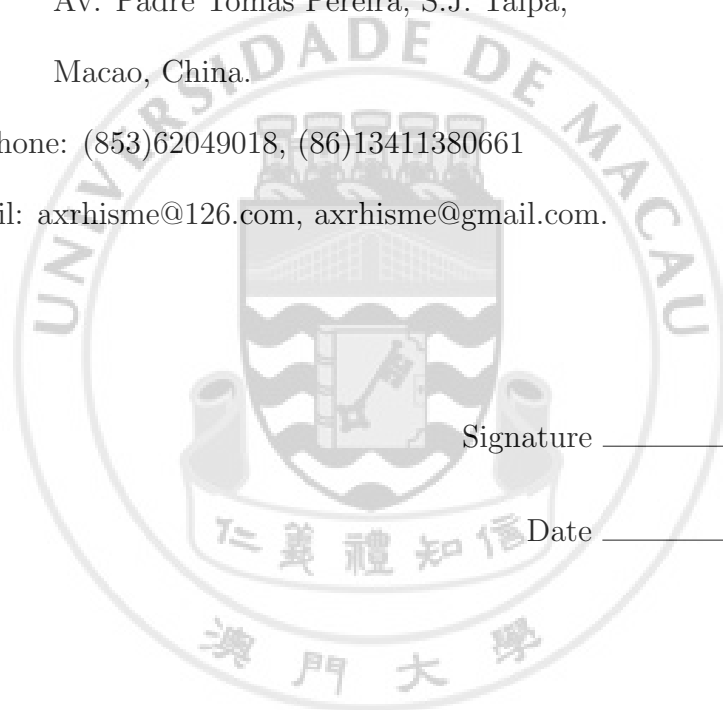 Av. Padre Tomás Pereira, S.J. Taipa,
Macao, China.
hone: (853)62049018, (86)13411380661
il: axrhisme@126.com, axrhisme@gmail.com.
Signature
Date
UNIVERSIDADE DE MACAU
仁義禮知信
澳門大學